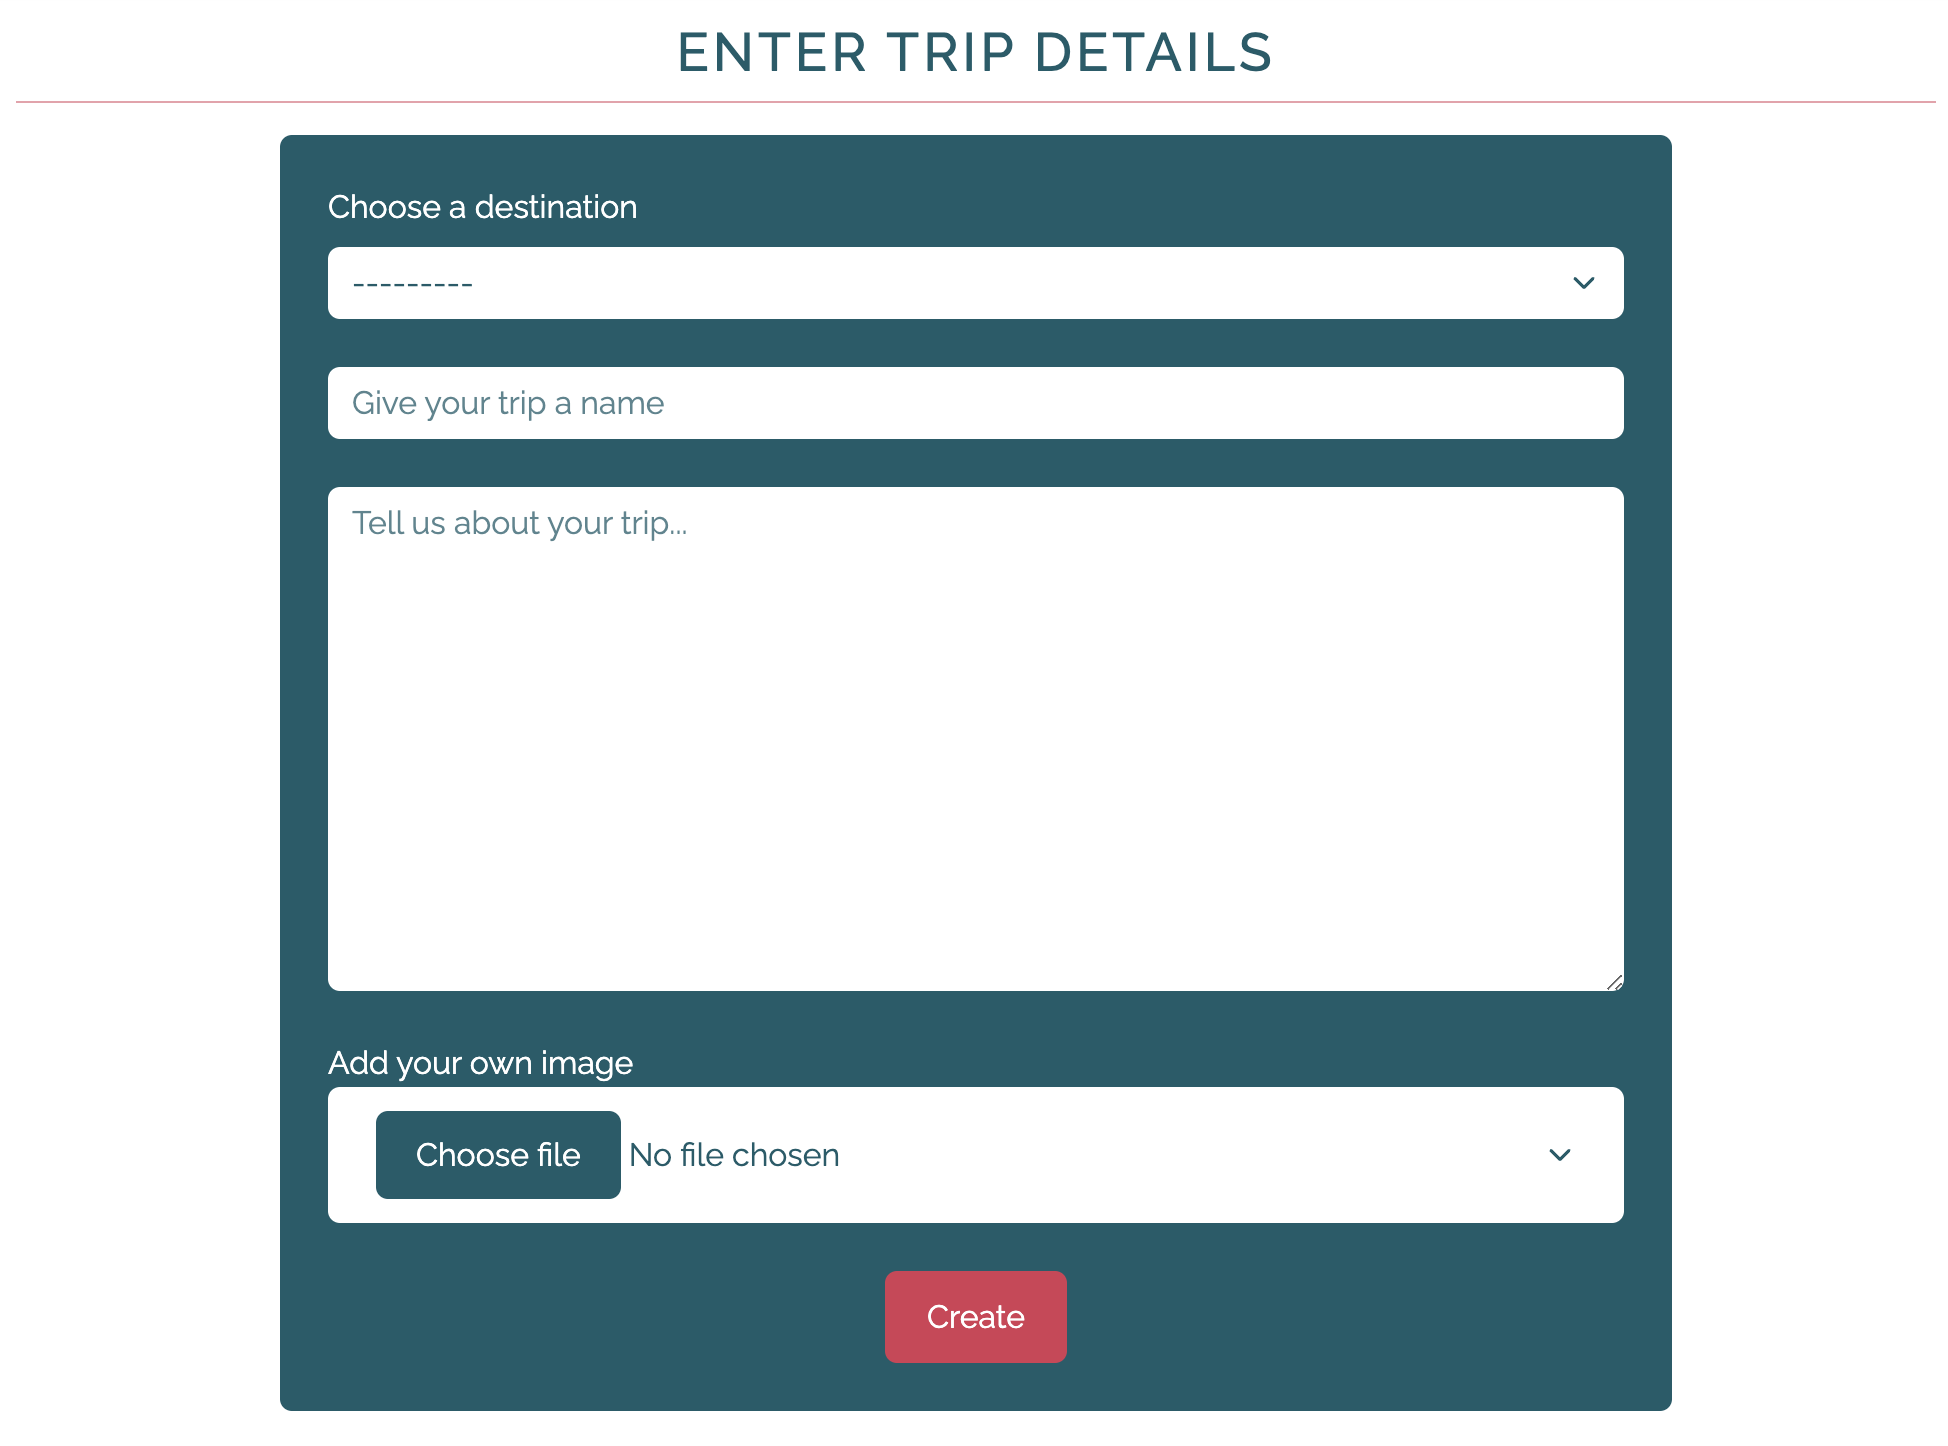 ENTER TRIP DETAILS
Choose a destination
---------
Give your trip a name
Tell us about your trip...
Add your own image
Choose file No file chosen
Create